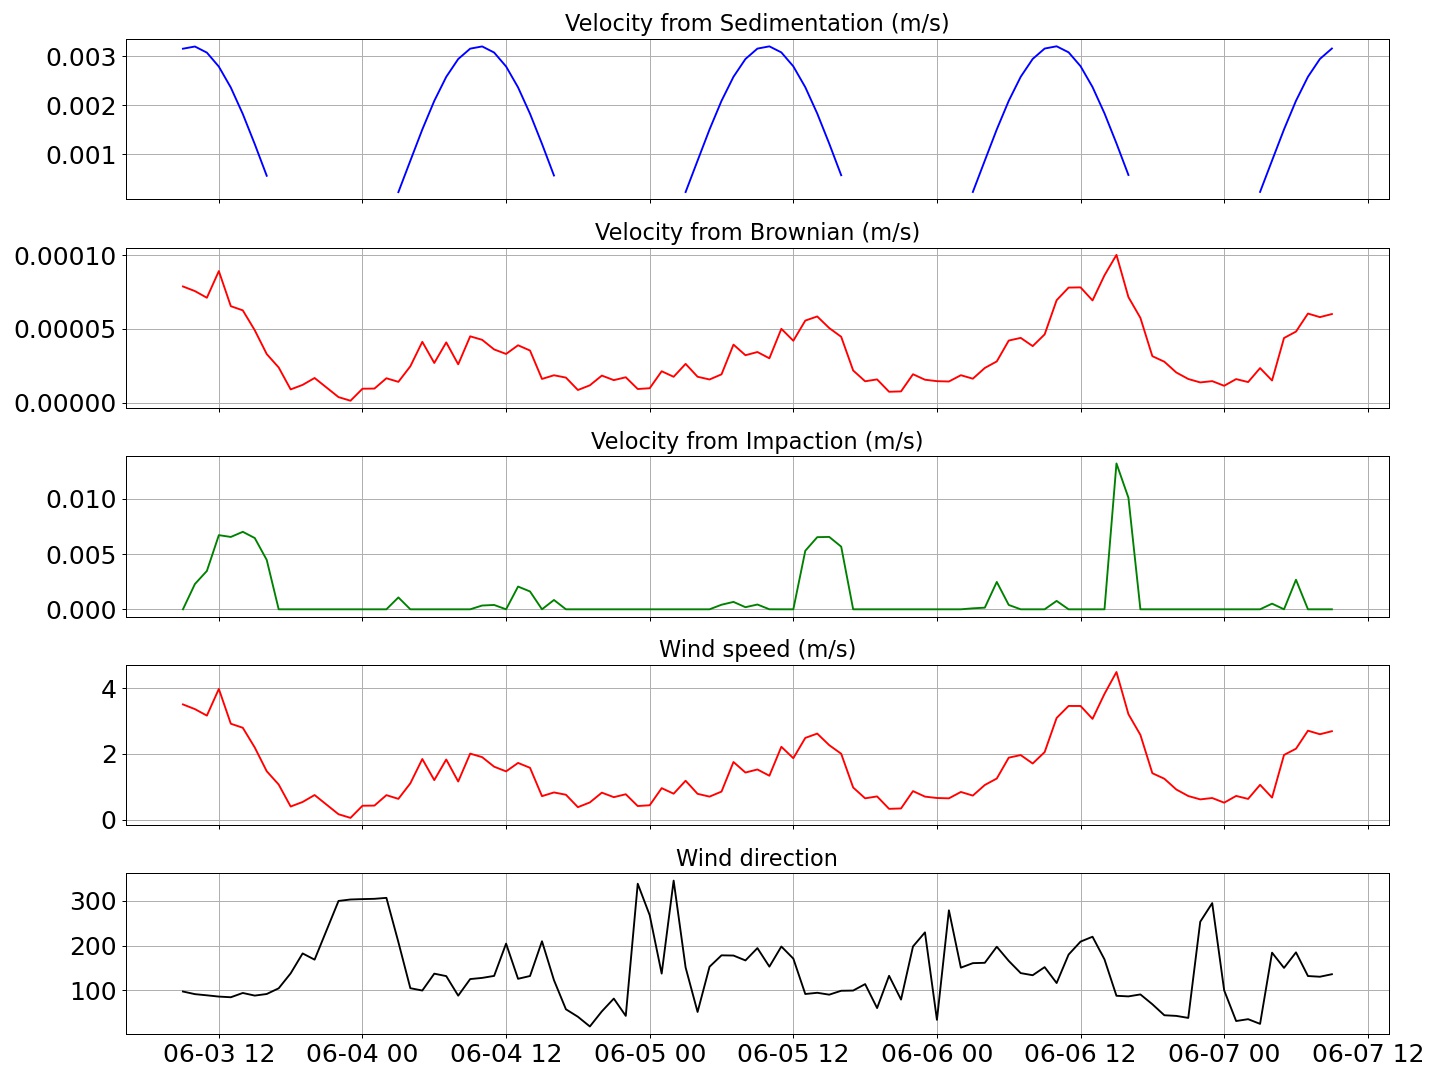 Velocity from Sedimentation (m/s)
0.003
0.002
0.001
Velocity from Brownian (m/s)
0.00010
0.00005
0.00000
Velocity from Impaction (m/s)
0.010
0.005
0.000
Wind speed (m/s)
4
2
0
Wind direction
300
200
100
06-03 12 06-04 00 06-04 12 06-05 00 06-05 12 06-06 00 06-06 12 06-07 00 06-07 12